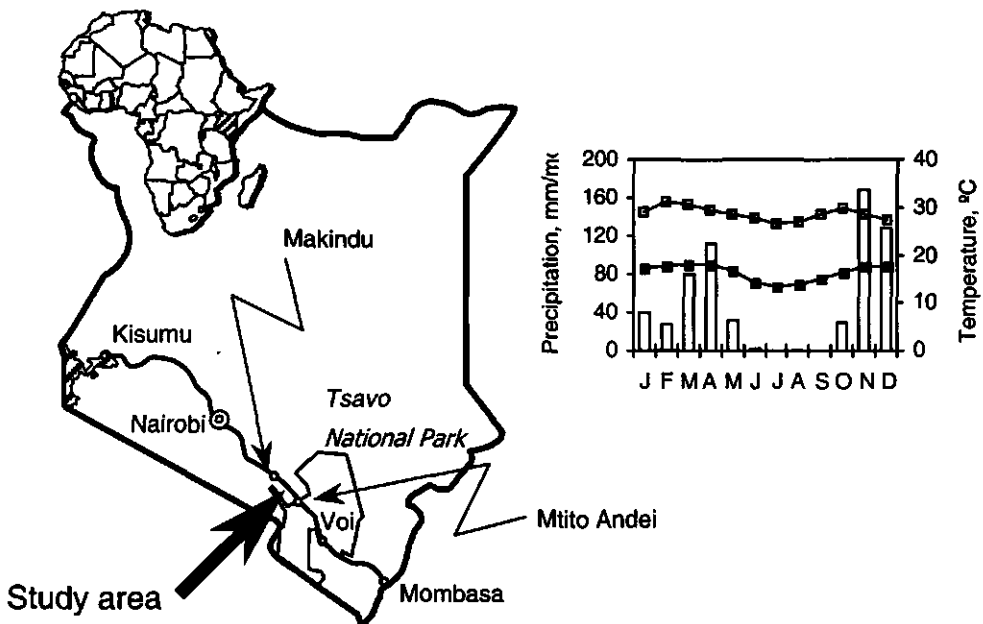 Makindu
Kisumu
Tsavo
National Park
Nairobi
Voi
Mtito Andei
Study area
Mombasa
Precipitation, mm/mo
200
160
120
80
40
0
J F M A M J J A S O N D
40
30
20
10
0
Temperature, ºC